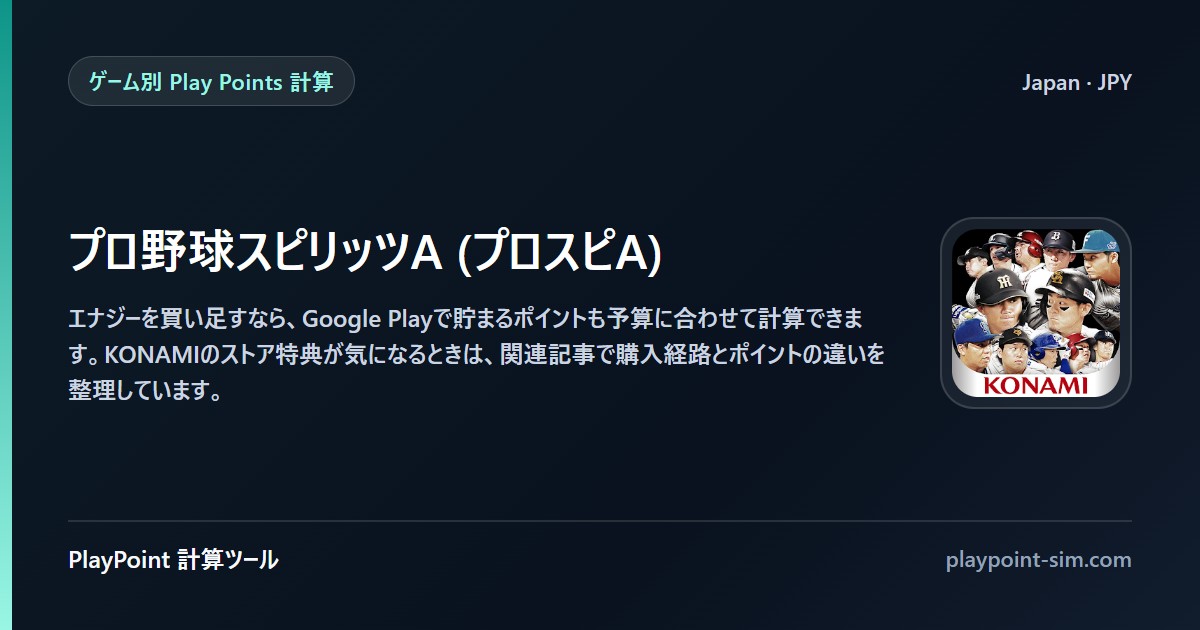 ゲーム別 Play Points 計算
Japan · JPY
プロ野球スピリッツA (プロスピA)
エナジーを買い足すなら、Google Playで貯まるポイントも予算に合わせて計算できま
す。KONAMIのストア特典が気になるときは、関連記事で購入経路とポイントの違いを
整理しています。
KONAMI
PlayPoint 計算ツール
playpoint-sim.com